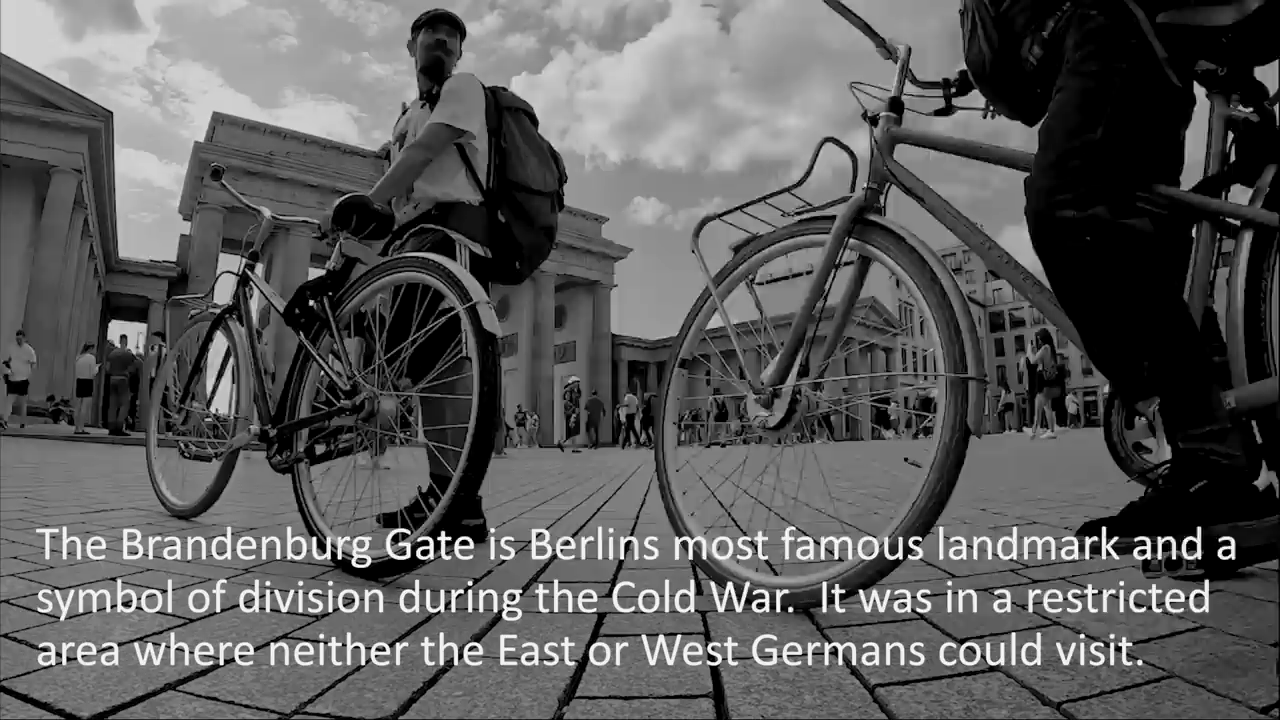 The Brandenburg Gate is Berlins most famous landmark and a
symbol of division during the Cold War.  It was in a restricted
area where neither the East or West Germans could visit.